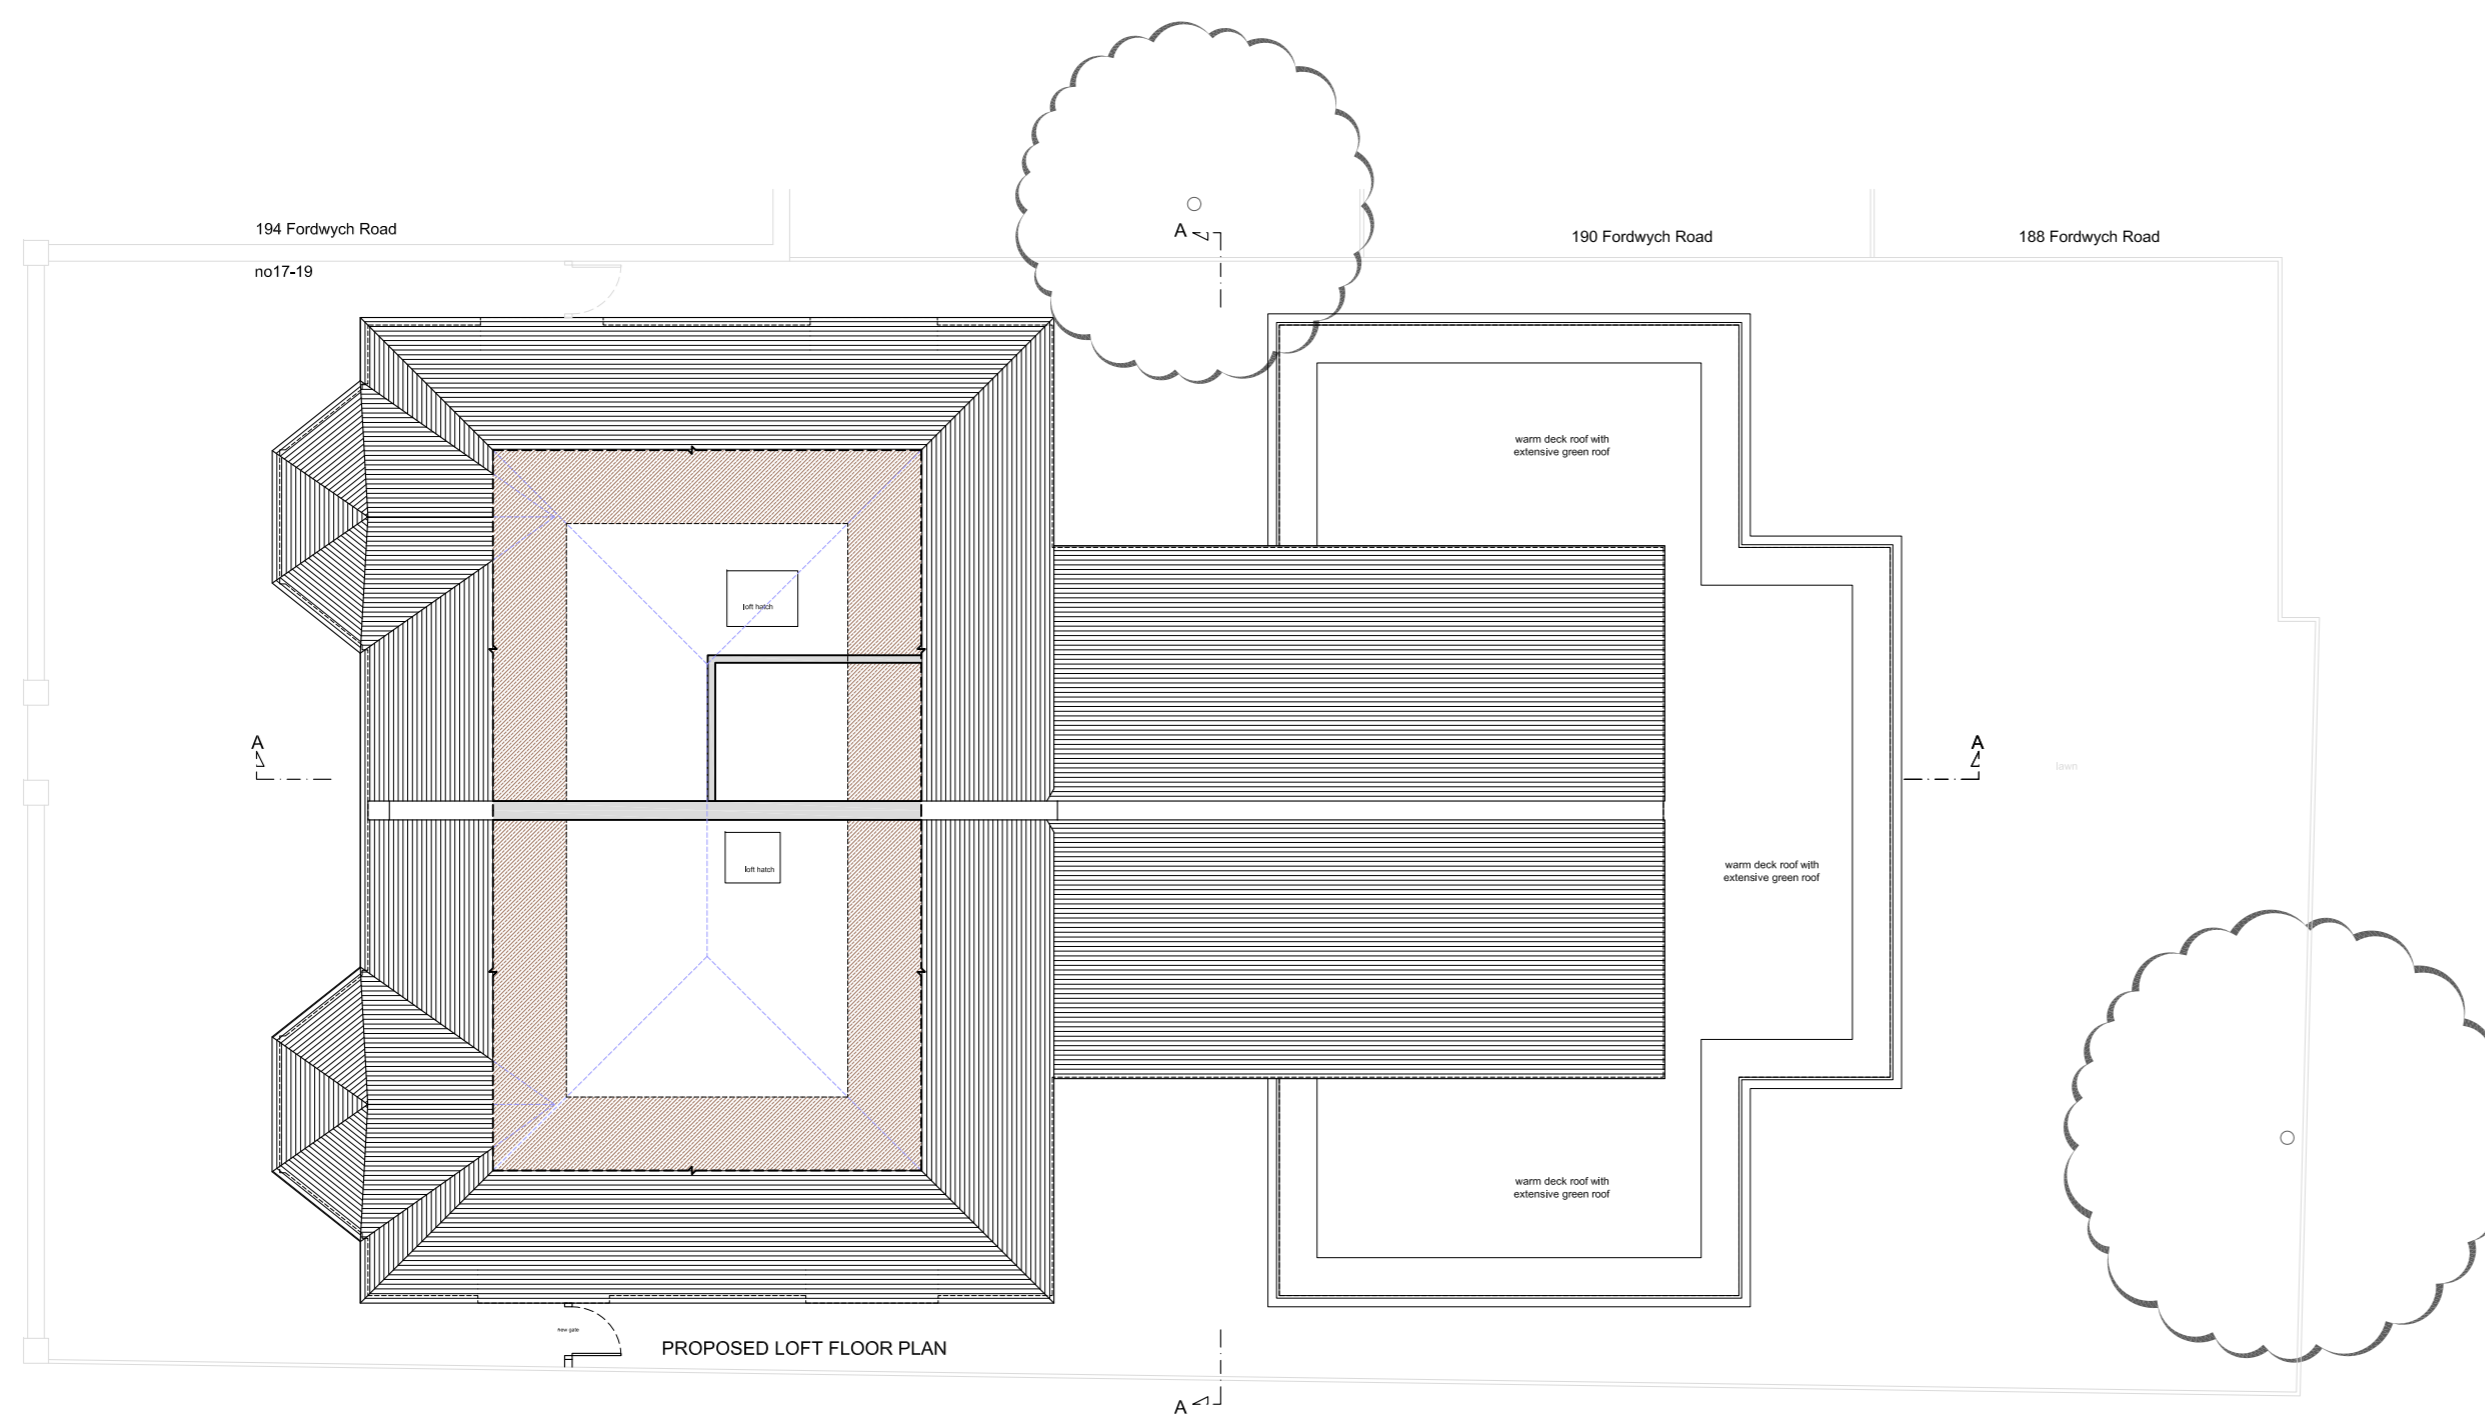 A
194 Fordwych Road
190 Fordwych Road
188 Fordwych Road
no17-19
warm deck roof with
extensive green roof
loft hatch
A
A
lawn
loft hatch
warm deck roof with
extensive green roof
warm deck roof with
extensive green roof
New gate
PROPOSED LOFT FLOOR PLAN
A